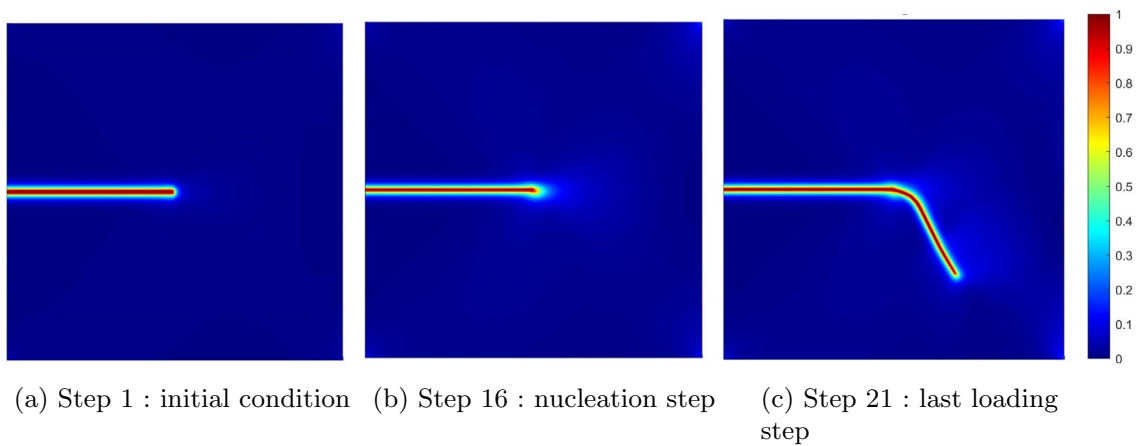 1
0.9
0.8
0.7
0.6
0.5
0.4
0.3
0.2
0.1
0
(a) Step 1 : initial condition
(b) Step 16 : nucleation step
(c) Step 21 : last loading
step